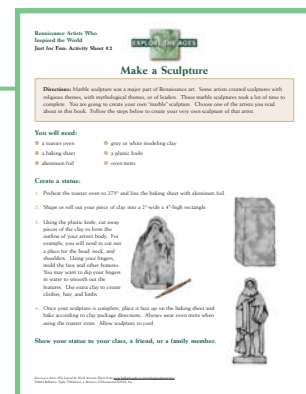 Renaissance Artists Who
Inspired the World
Just for Fun: Activity Sheet #2
EXPLORE THE AGES
Make a Sculpture
Directions: Marble sculpture was a major part of Renaissance art. Some artists created sculptures with
religious themes, with mythological themes, or of leaders. These marble sculptures took a lot of time to
complete. You are going to create your own "marble" sculpture. Choose one of the artists you read
about in this book. Follow the steps below to create your very own sculpture of that artist.
You will need:
a toaster oven
a baking sheet
aluminum foil
gray or white modeling clay
a plastic knife
oven mitts
Create a statue:
1. Preheat the toaster oven to 275° and line the baking sheet with aluminum foil.
2. Shape or roll out your piece of clay into a 2"-wide x 4"-high rectangle.
3. Using the plastic knife, cut away
pieces of the clay to form the
outline of your artist's body. For
example, you will need to cut out
a place for the head, neck, and
shoulders. Using your fingers,
mold the face and other features.
You may want to dip your fingers
in water to smooth out the
features. Use extra clay to create
clothes, hair, and limbs.
4. Once your sculpture is complete, place it face up on the baking sheet and
bake according to clay package directions. Always wear oven mitts when
using the toaster oven. Allow sculpture to cool.
Show your statue to your class, a friend, or a family member.